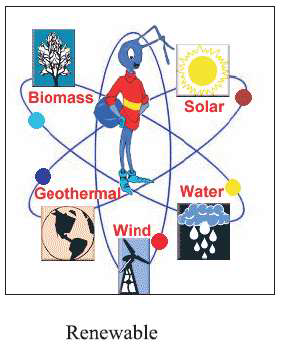 Biomass
Solar
Geothermal
Water
Wind
Renewable